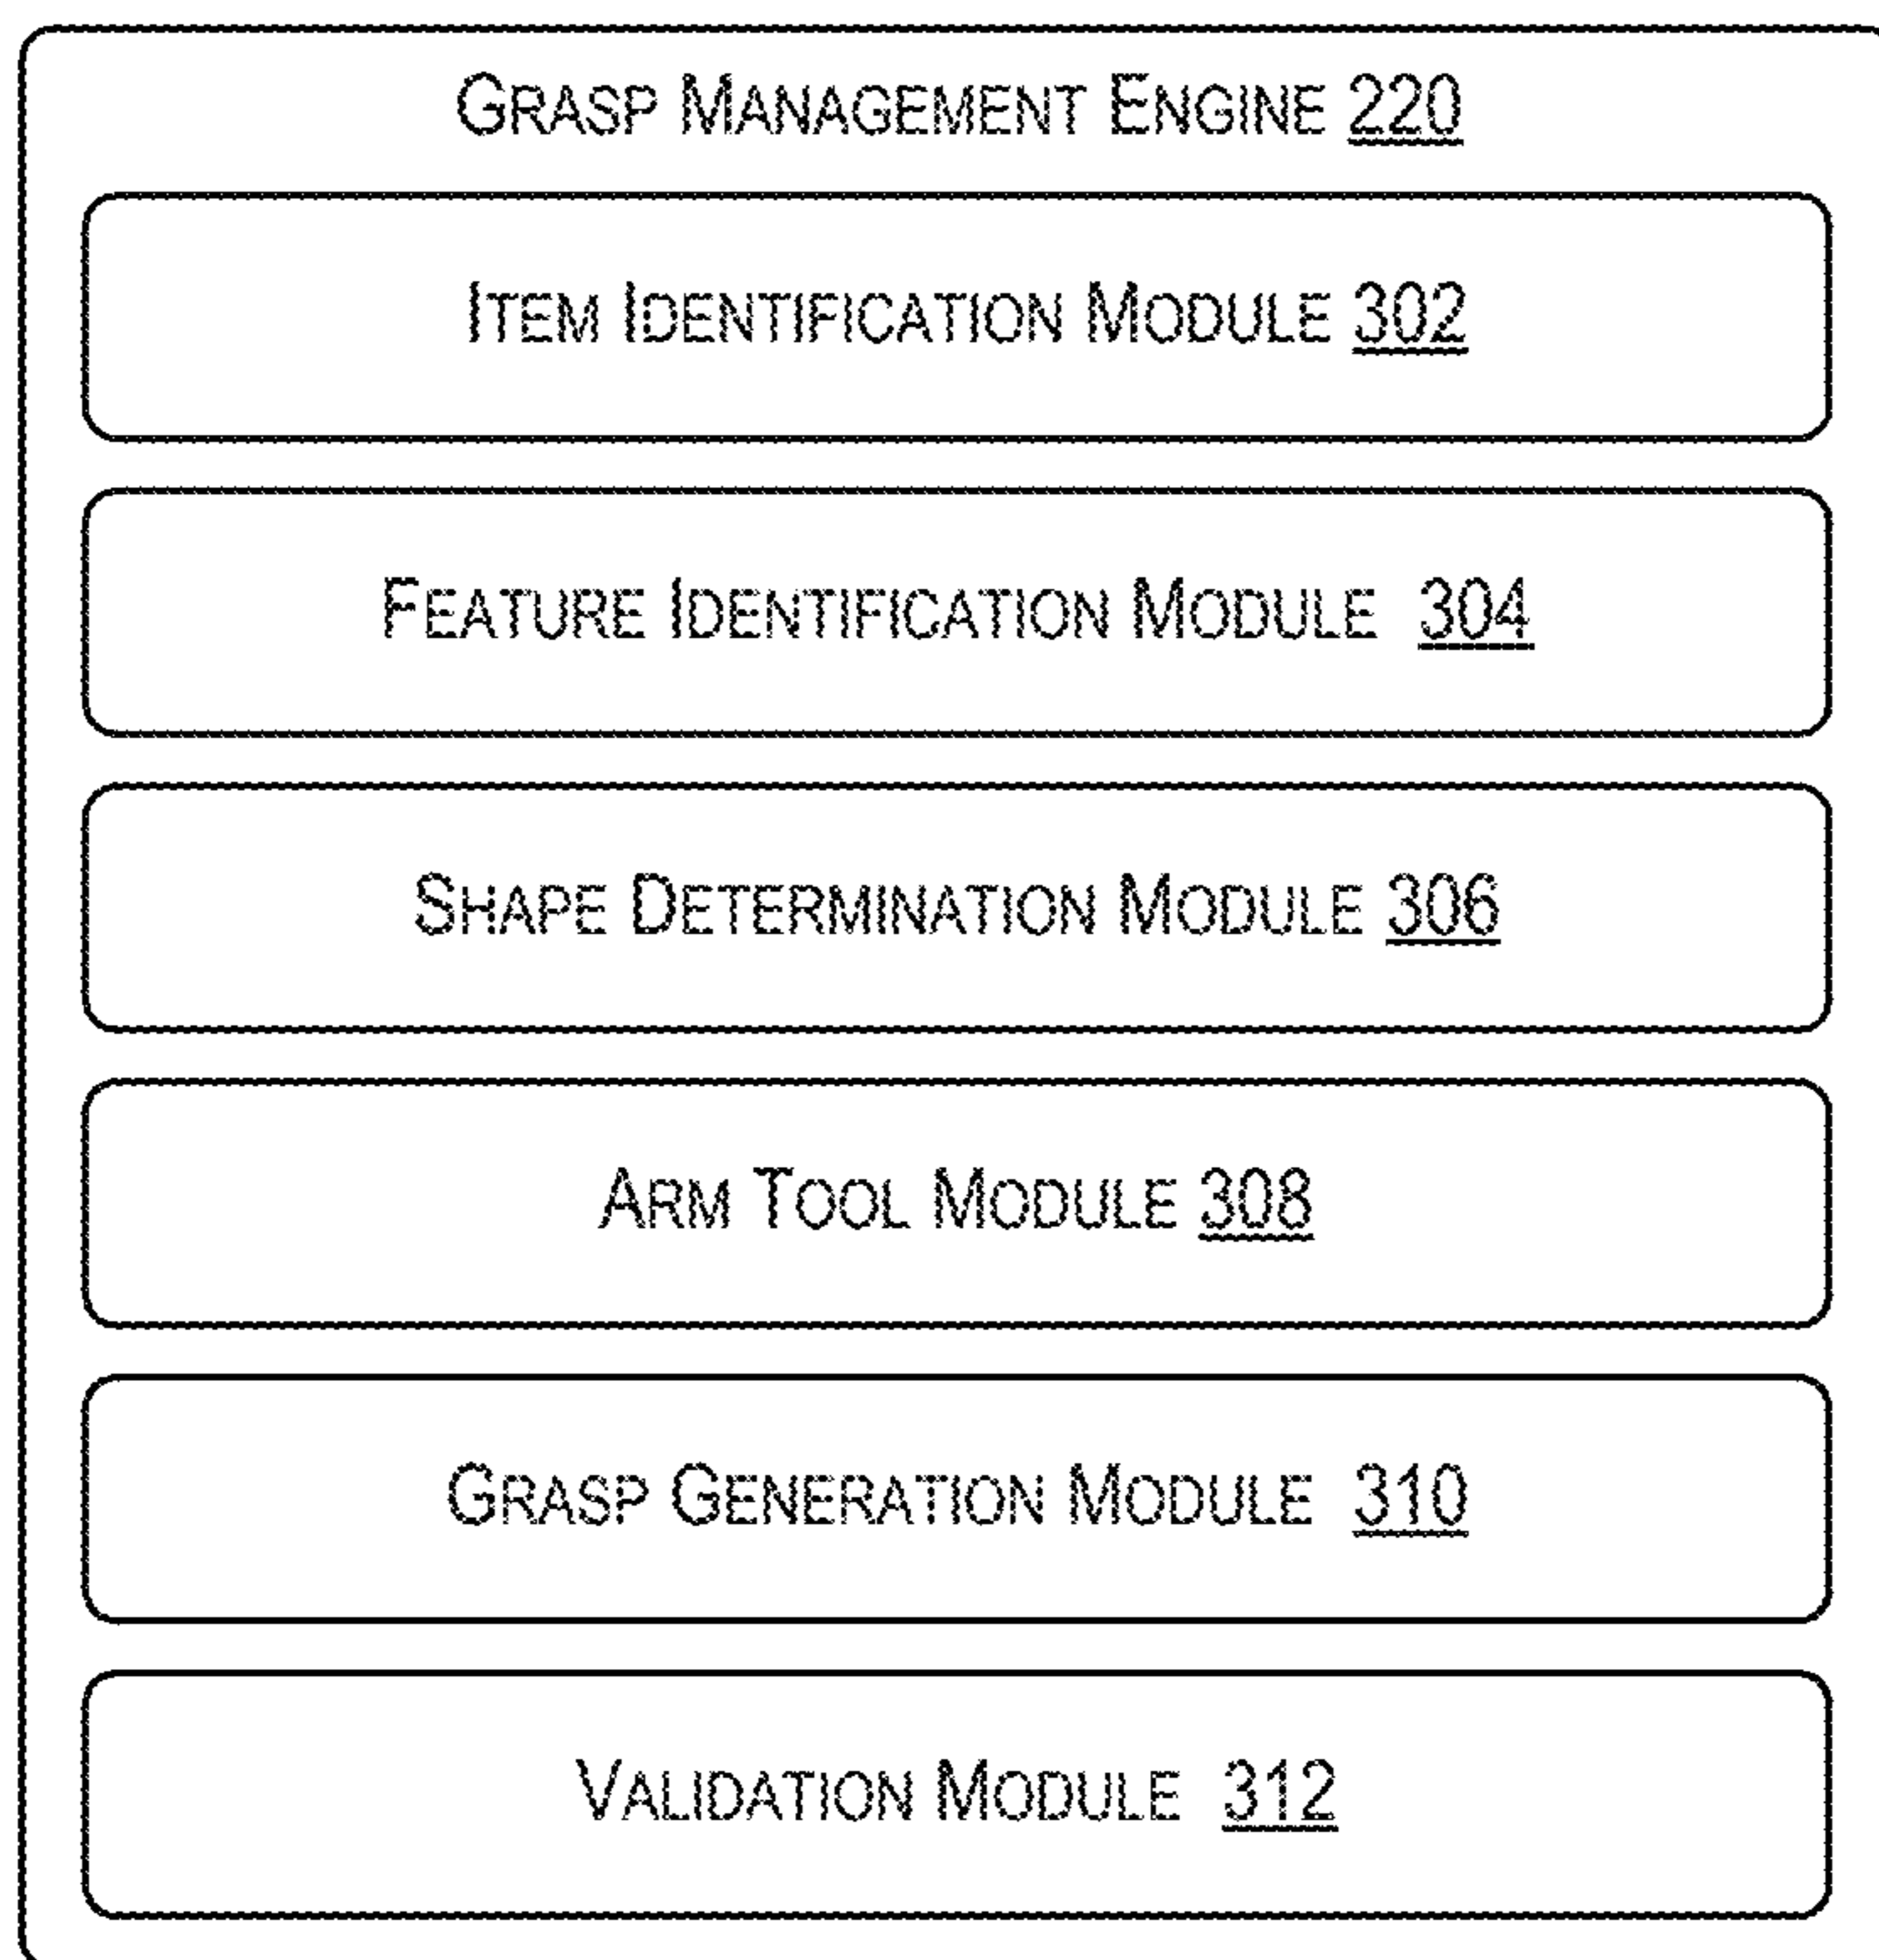 GRASP MANAGEMENT ENGINE 220
ITEM IDENTIFICATION MODULE 302
FEATURE IDENTIFICATION MODULE 304
SHAPE DETERMINATION MODULE 306
ARM TOOL MODULE 308
GRASP GENERATION MODULE 310
VALIDATION MODULE 312